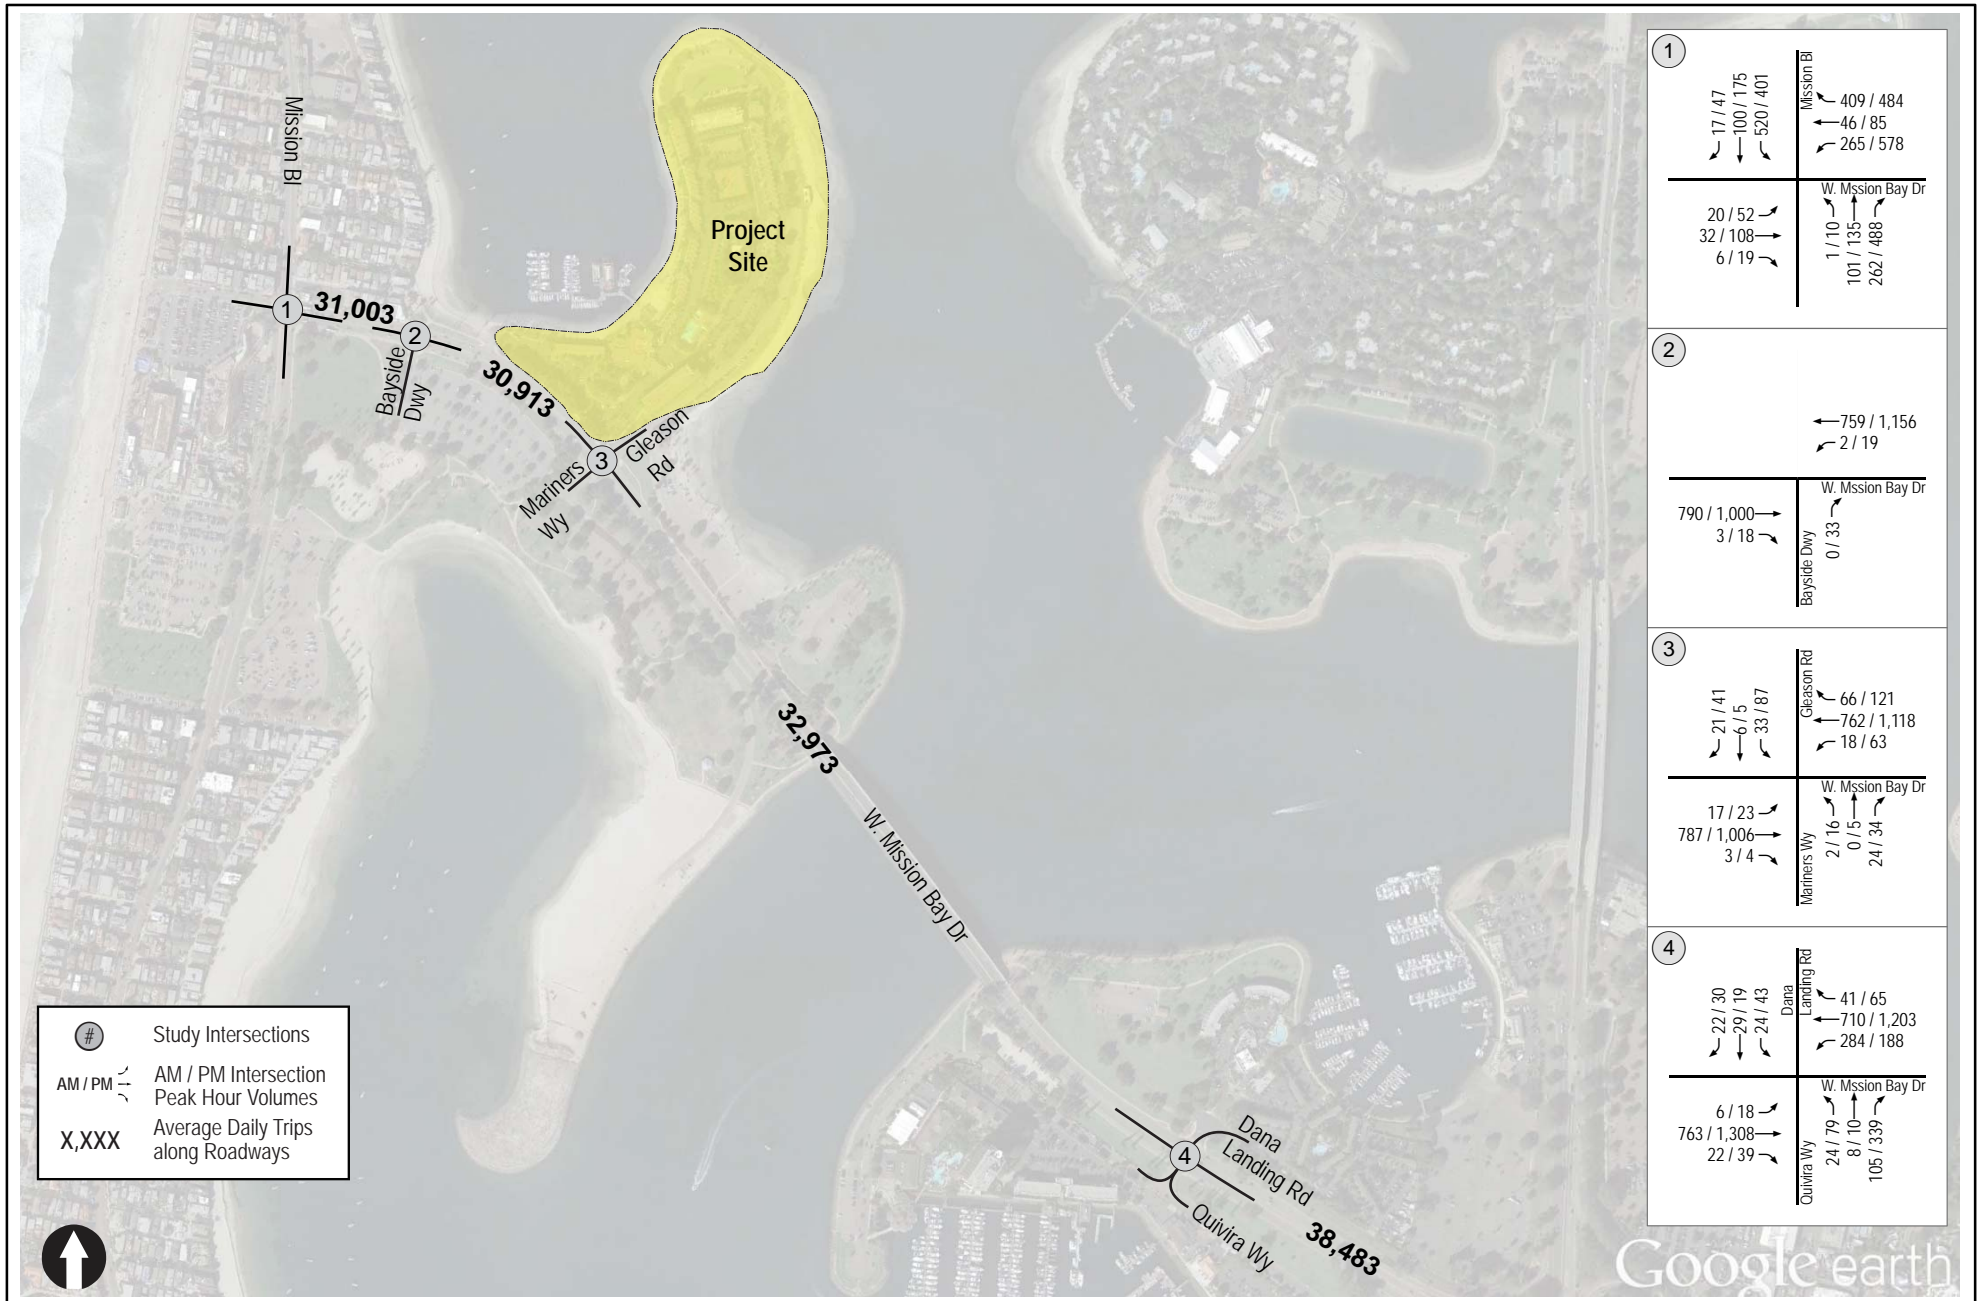 Mission Bl
1
31,003
2
Bayside
Dwy
30,913
Project
Site
3
Gleason
Rd
Mariners
Wy
32,973
W. Mission Bay Dr
4
Dana
Landing Rd
Quivira Wy
38,483
#
Study Intersections
AM / PM
AM / PM Intersection
Peak Hour Volumes
X,XXX
Average Daily Trips
along Roadways
1
17 / 47
100 / 175
520 / 401
Mission Bl
409 / 484
46 / 85
265 / 578
W. Mssion Bay Dr
20 / 52
32 / 108
6 / 19
1 / 10
101 / 135
262 / 488
2
759 / 1,156
2 / 19
W. Mssion Bay Dr
790 / 1,000
3 / 18
Bayside Dwy
0 / 33
3
21 / 41
6 / 5
33 / 87
Gleason Rd
66 / 121
762 / 1,118
18 / 63
W. Mssion Bay Dr
17 / 23
787 / 1,006
3 / 4
Mariners Wy
2 / 16
0 / 5
24 / 34
4
22 / 30
29 / 19
24 / 43
Dana
Landing Rd
41 / 65
710 / 1,203
284 / 188
W. Mssion Bay Dr
6 / 18
763 / 1,308
22 / 39
Quivira Wy
24 / 79
8 / 10
105 / 339
Google earth